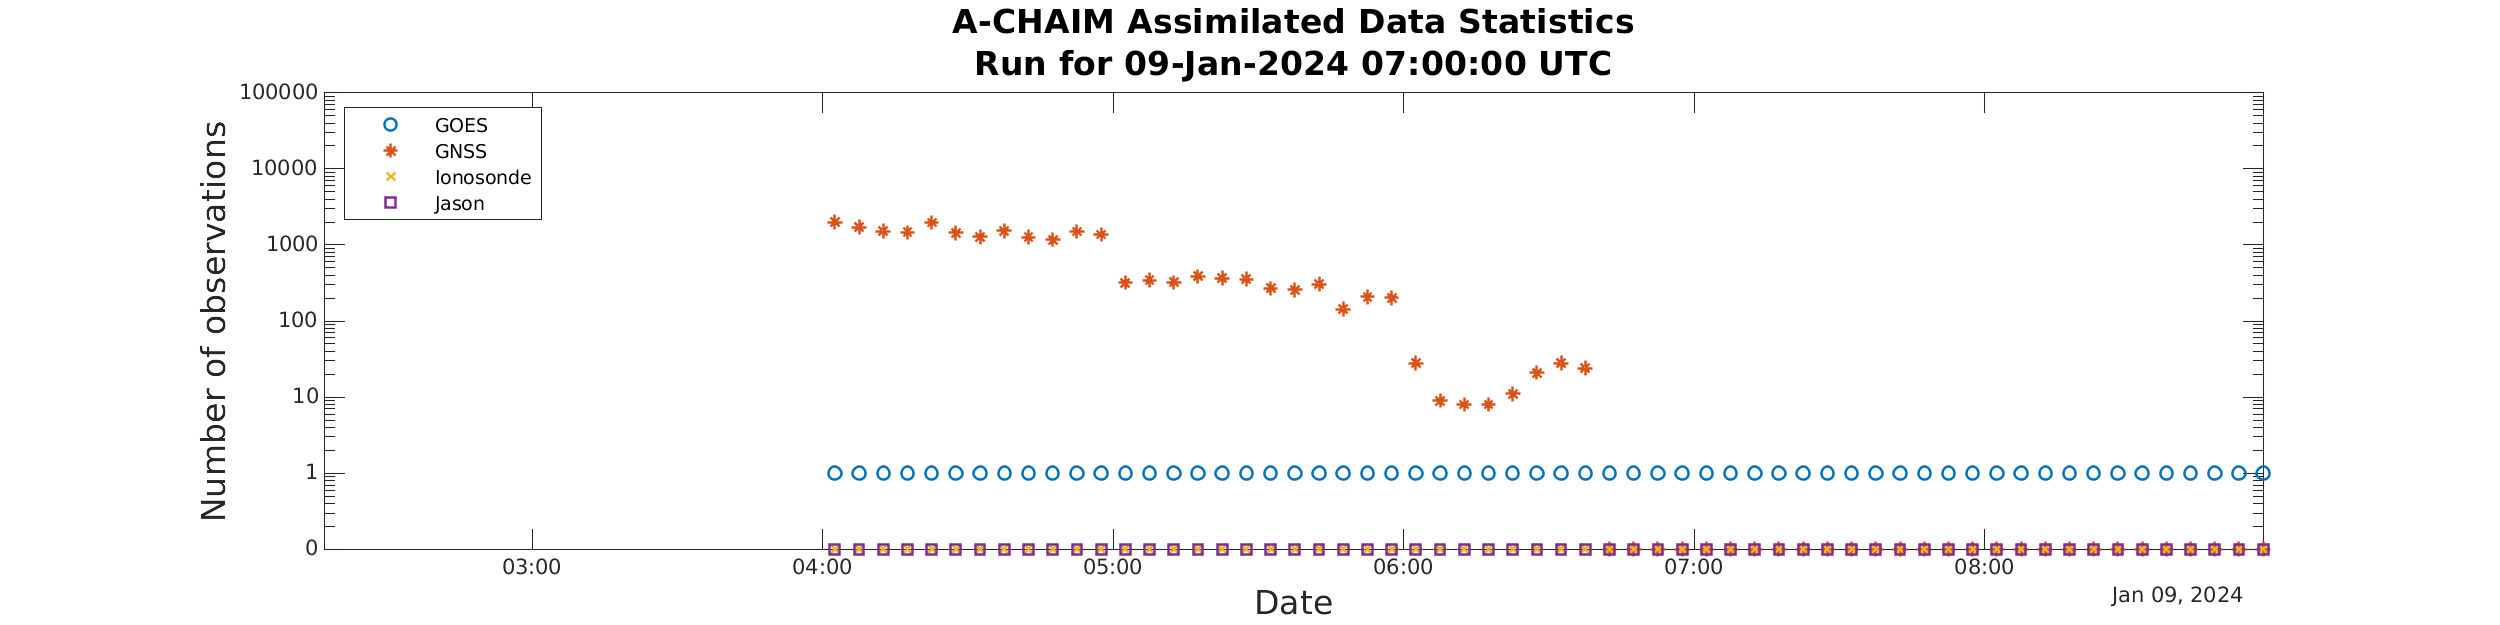 A-CHAIM Assimilated Data Statistics
Run for 09-Jan-2024 07:00:00 UTC
Number of observations
100000
10000
1000
100
10
1
0
GOES
GNSS
Ionosonde
Jason
03:00 04:00 05:00 06:00 07:00 08:00
Date
Jan 09, 2024